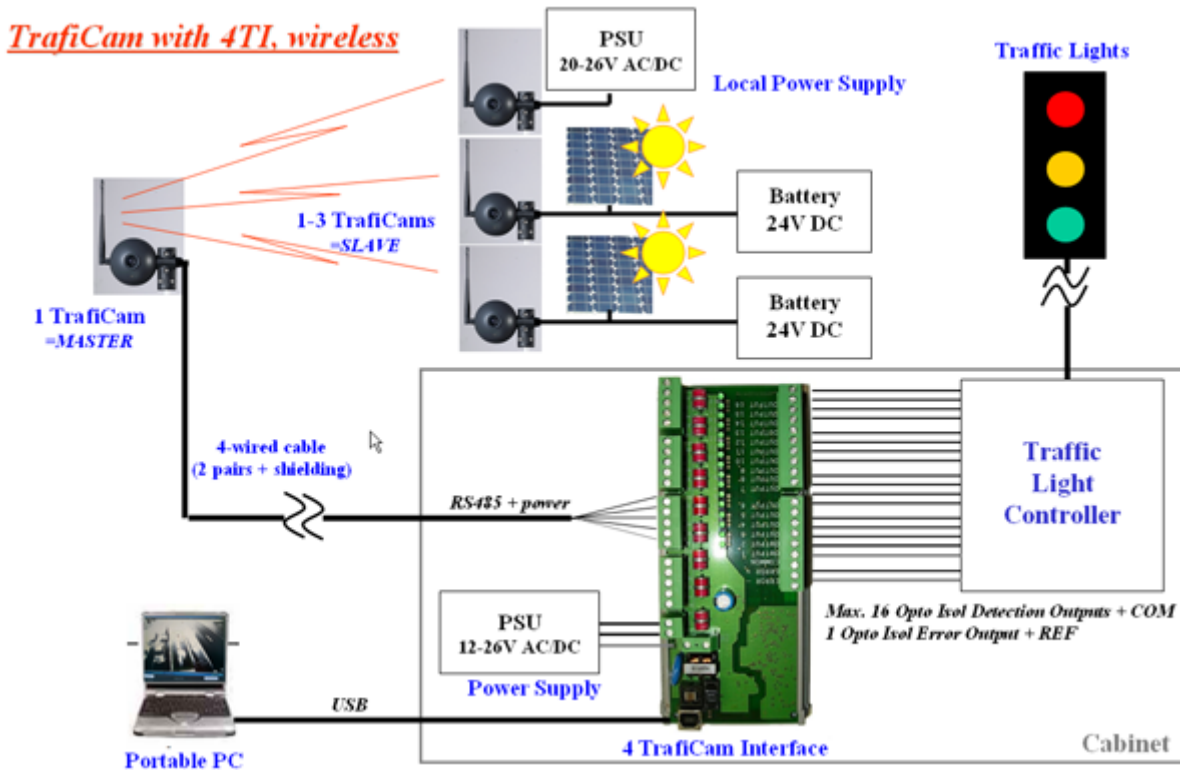 TrafiCam with 4TI, wireless
PSU
20-26V AC/DC
Local Power Supply
Traffic Lights
1-3 TrafiCams
=SLAVE
Battery
24V DC
Battery
24V DC
1 TrafiCam
=MASTER
4-wired cable
(2 pairs + shielding)
RS485 + power
Traffic
Light
Controller
PSU
12-26V AC/DC
Power Supply
Max. 16 Opto Isol Detection Outputs + COM
1 Opto Isol Error Output + REF
USB
Portable PC
4 TrafiCam Interface
Cabinet